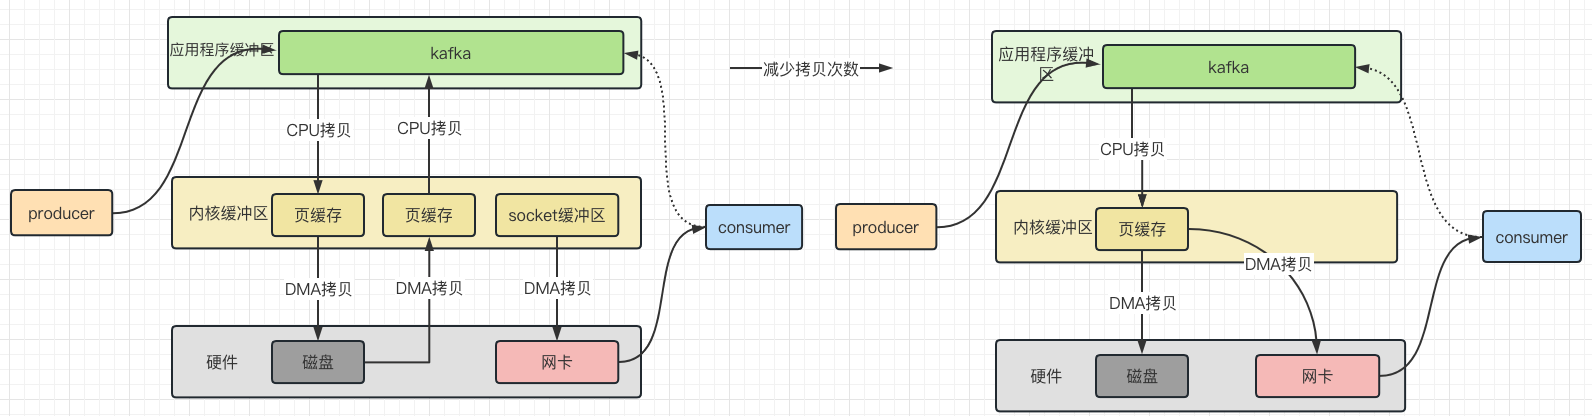 应用程序缓冲区
kafka
CPU拷贝
CPU拷贝
producer
内核缓冲区
页缓存
页缓存
socket缓冲区
consumer
DMA拷贝
DMA拷贝
DMA拷贝
硬件
磁盘
网卡
减少拷贝次数
应用程序缓冲
区
kafka
CPU拷贝
producer
内核缓冲区
页缓存
consumer
DMA拷贝
DMA拷贝
硬件
磁盘
网卡